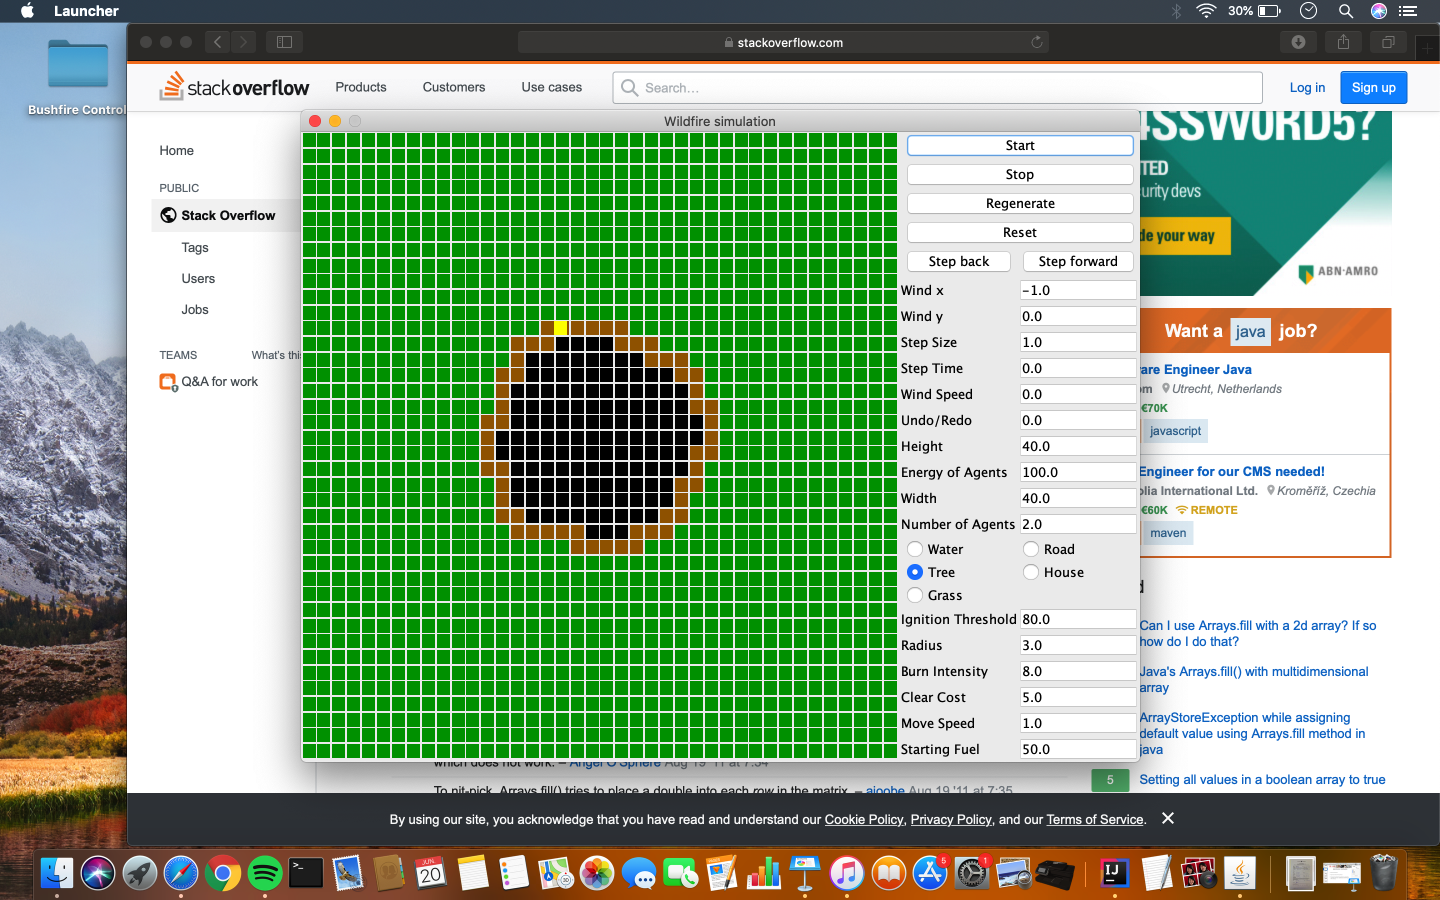 Launcher
30%
Bushfire Control
stackoverflow.com
stackoverflow
Products
Customers
Use cases
Search...
Log in
Sign up
Wildfire simulation
Home
PUBLIC
Stack Overflow
Tags
Users
Jobs
TEAMS
What's thi
Q&A for work
Start
Stop
Regenerate
Reset
Step back
Step forward
Wind x
-1.0
Wind y
0.0
Step Size
1.0
Step Time
0.0
Wind Speed
0.0
Undo/Redo
0.0
Height
40.0
Energy of Agents
100.0
Width
40.0
Number of Agents
2.0
Water
Road
Tree
House
Grass
Ignition Threshold
80.0
Radius
3.0
Burn Intensity
8.0
Clear Cost
5.0
Move Speed
1.0
Starting Fuel
50.0
SSW0RD5?
TED
urity devs
de your way
ABN·AMRO
Want a java job?
are Engineer Java
om Utrecht, Netherlands
€70K
javascript
Engineer for our CMS needed!
olia International Ltd. Kroměříž, Czechia
€60K REMOTE
maven
d
Can I use Arrays.fill with a 2d array? If so
how do I do that?
Java's Arrays.fill() with multidimensional
array
ArrayStoreException while assigning
default value using Arrays.fill method in
java
5
Setting all values in a boolean array to true
which does not work. – Angel O'Sphere Aug 19 '11 at 7:34
To nit-pick, Arrays.fill() tries to place a double into each row in the matrix. – aioobe Aug 19 '11 at 7:35
By using our site, you acknowledge that you have read and understand our Cookie Policy, Privacy Policy, and our Terms of Service.
JUN
20
30
5
1
IJ